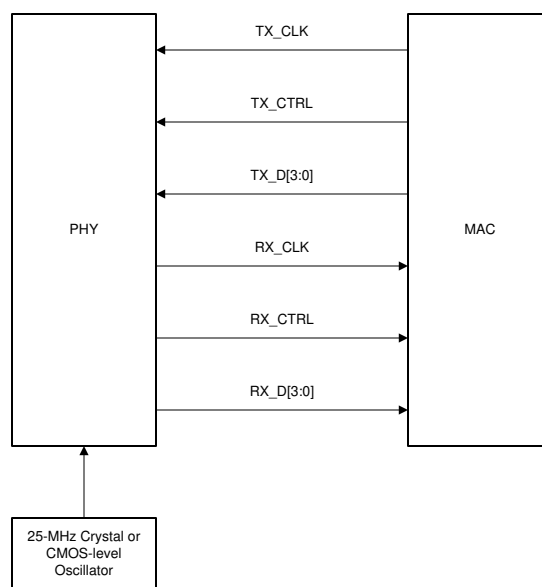 TX_CLK
TX_CTRL
TX_D[3:0]
PHY
MAC
RX_CLK
RX_CTRL
RX_D[3:0]
25-MHz Crystal or
CMOS-level
Oscillator